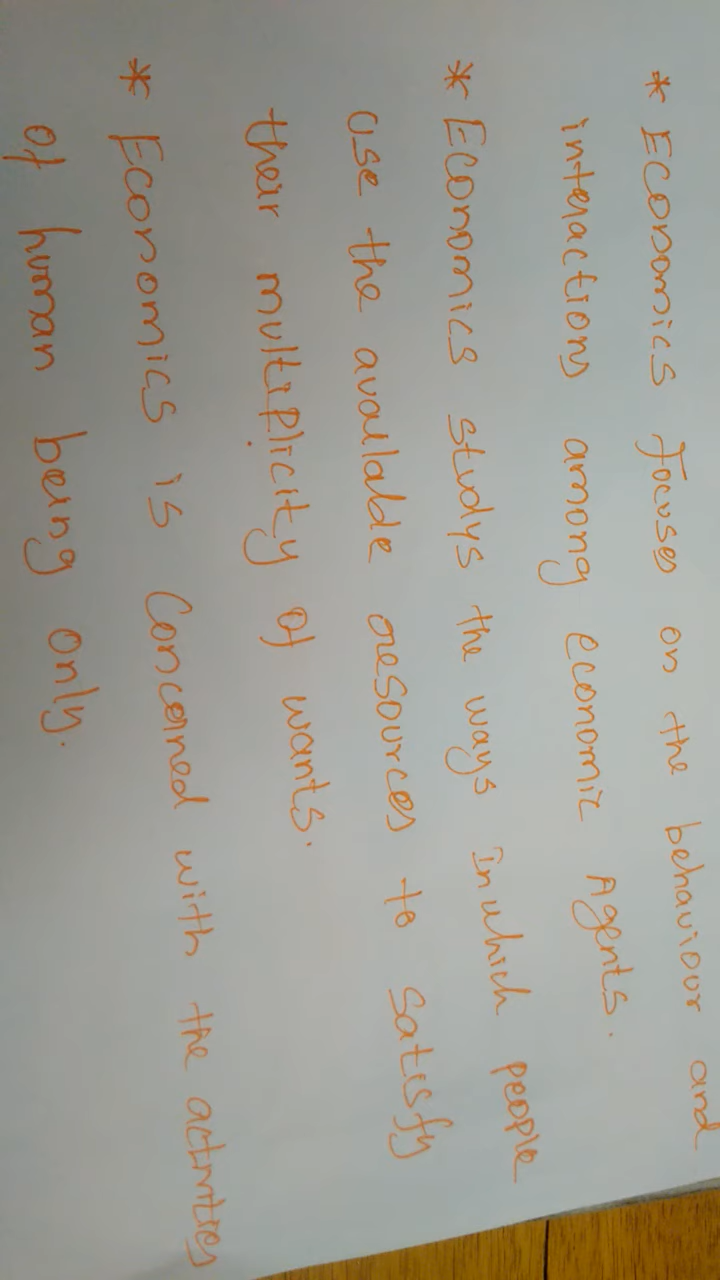 * Economics focuses on the behaviour and
interactions among economic Agents.
* Economics studys the ways In which people
use the available resources to satisfy
their multiplicity of wants.
* Economics is Concerned with the activities
of human being only.